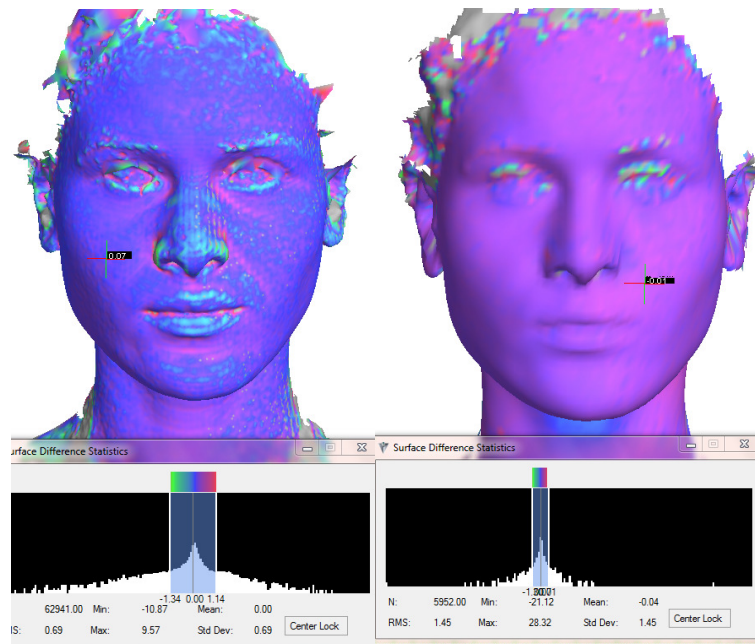 0.07
-0.01
urface Difference Statistics
-1.34 0.00 1.14
62941.00 Min: -10.87 Mean: 0.00
IS: 0.69 Max: 9.57 Std Dev: 0.69 Center Lock
Surface Difference Statistics
N: 5952.00 Min: -21.12 Mean: -0.04
RMS: 1.45 Max: 28.32 Std Dev: 1.45 Center Lock